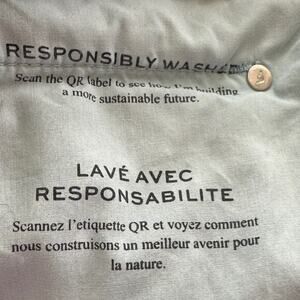 RESPONSIBLY WASHED
Scan the QR label to see how I'm building
a more sustainable future.
LAVÉ AVEC
RESPONSABILITE
Scannez l'etiquette QR et voyez comment
nous construisons un meilleur avenir pour
la nature.